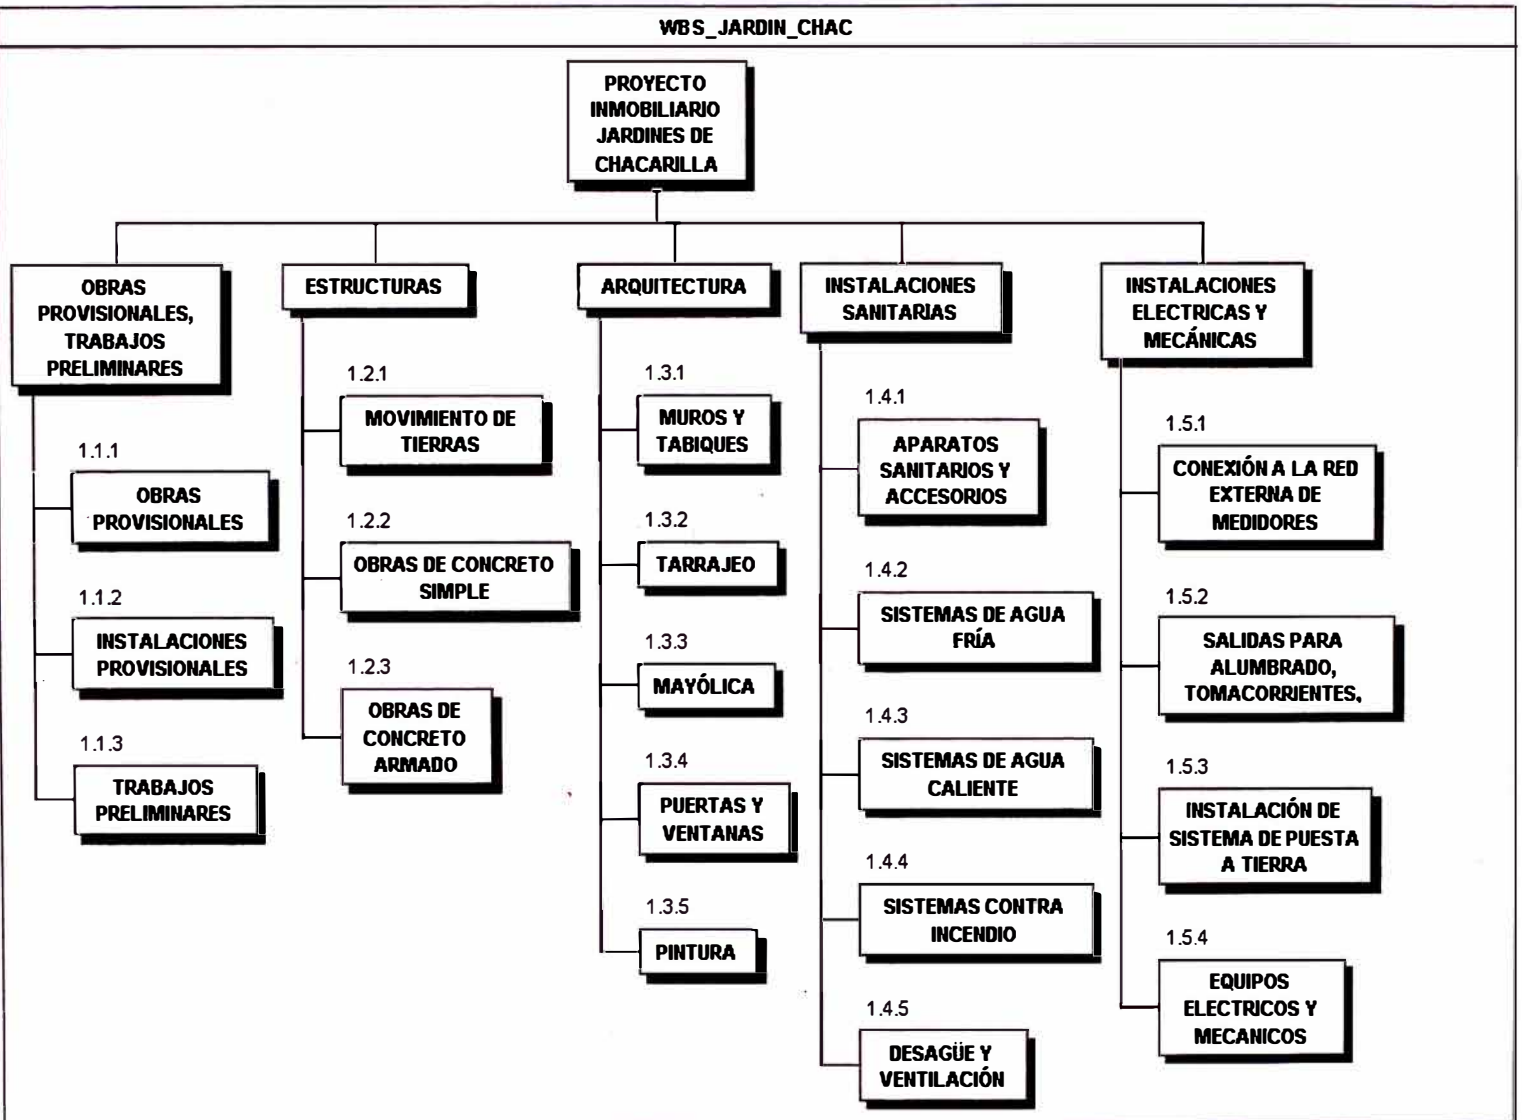 WBS_JARDIN_CHAC
PROYECTO
INMOBILIARIO
JARDINES DE
CHACARILLA
OBRAS
PROVISIONALES,
TRABAJOS
PRELIMINARES
1.1.1
OBRAS
PROVISIONALES
1.1.2
INSTALACIONES
PROVISIONALES
1.1.3
TRABAJOS
PRELIMINARES
ESTRUCTURAS
1.2.1
MOVIMIENTO DE
TIERRAS
1.2.2
OBRAS DE CONCRETO
SIMPLE
1.2.3
OBRAS DE
CONCRETO
ARMADO
ARQUITECTURA
1.3.1
MUROS Y
TABIQUES
1.3.2
TARRAJEO
1.3.3
MAYÓLICA
1.3.4
PUERTAS Y
VENTANAS
1.3.5
PINTURA
INSTALACIONES
SANITARIAS
1.4.1
APARATOS
SANITARIOS Y
ACCESORIOS
1.4.2
SISTEMAS DE AGUA
FRÍA
1.4.3
SISTEMAS DE AGUA
CALIENTE
1.4.4
SISTEMAS CONTRA
INCENDIO
1.4.5
DESAGÜE Y
VENTILACIÓN
INSTALACIONES
ELECTRICAS Y
MECÁNICAS
1.5.1
CONEXIÓN A LA RED
EXTERNA DE
MEDIDORES
1.5.2
SALIDAS PARA
ALUMBRADO,
TOMACORRIENTES,
1.5.3
INSTALACIÓN DE
SISTEMA DE PUESTA
A TIERRA
1.5.4
EQUIPOS
ELECTRICOS Y
MECANICOS